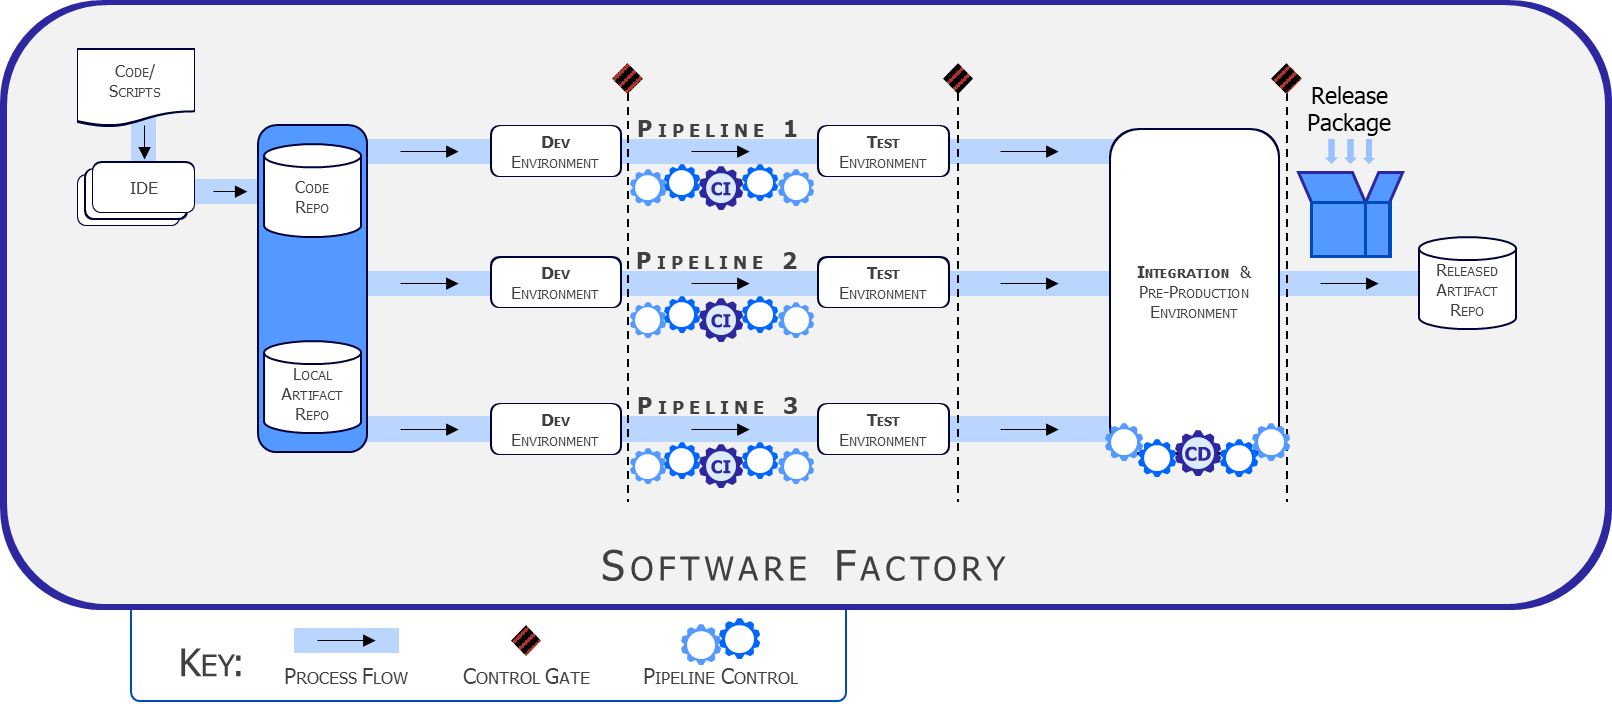 Code/
Scripts
IDE
Code
Repo
Local
Artifact
Repo
Dev
Environment
Pipeline 1
CI
Test
Environment
Dev
Environment
Pipeline 2
CI
Test
Environment
Dev
Environment
Pipeline 3
CI
Test
Environment
Integration &
Pre-Production
Environment
CD
Release
Package
Released
Artifact
Repo
Software Factory
Key:
Process Flow
Control Gate
Pipeline Control